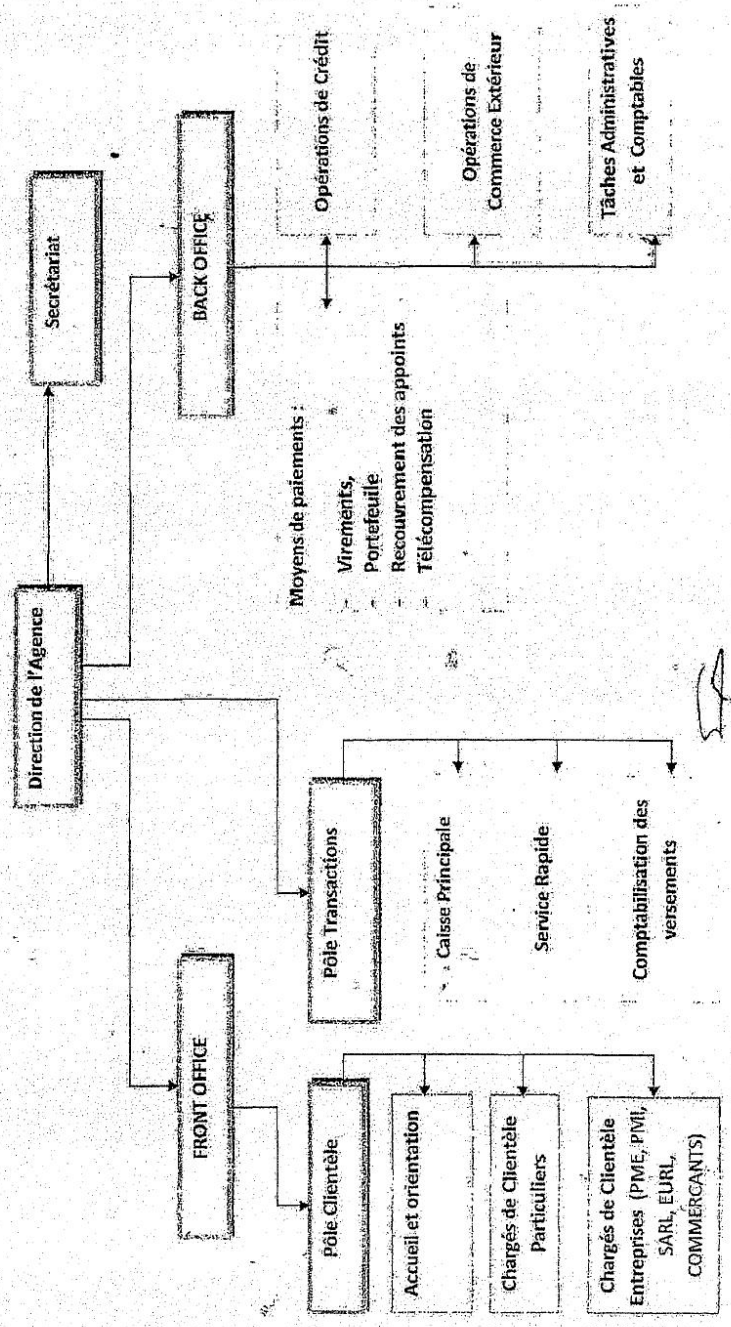 Direction de l'Agence
Secrétariat
FRONT OFFICE
BACK OFFICE
Pôle Clientèle
Accueil et orientation
Chargés de Clientèle
Particuliers
Chargés de Clientèle
Entreprises (PME, PMI,
SARL, EURL,
COMMERCANTS)
Pôle Transactions
Caisse Principale
Service Rapide
Comptabilisation des
versements
Moyens de paiements :
- Virements,
- Portefeuile
- Recouvrement des appoints
- Télécompensation
Opérations de Crédit
Opérations de
Commerce Extérieur
Tâches Administratives
et Comptables